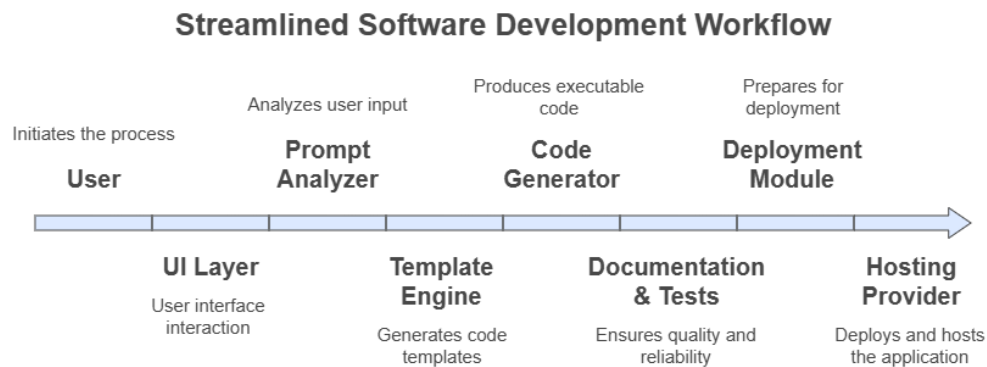 Streamlined Software Development Workflow
Initiates the process
User
UI Layer
User interface
interaction
Analyzes user input
Prompt
Analyzer
Template
Engine
Generates code
templates
Produces executable
code
Code
Generator
Documentation
& Tests
Ensures quality and
reliability
Prepares for
deployment
Deployment
Module
Hosting
Provider
Deploys and hosts
the application